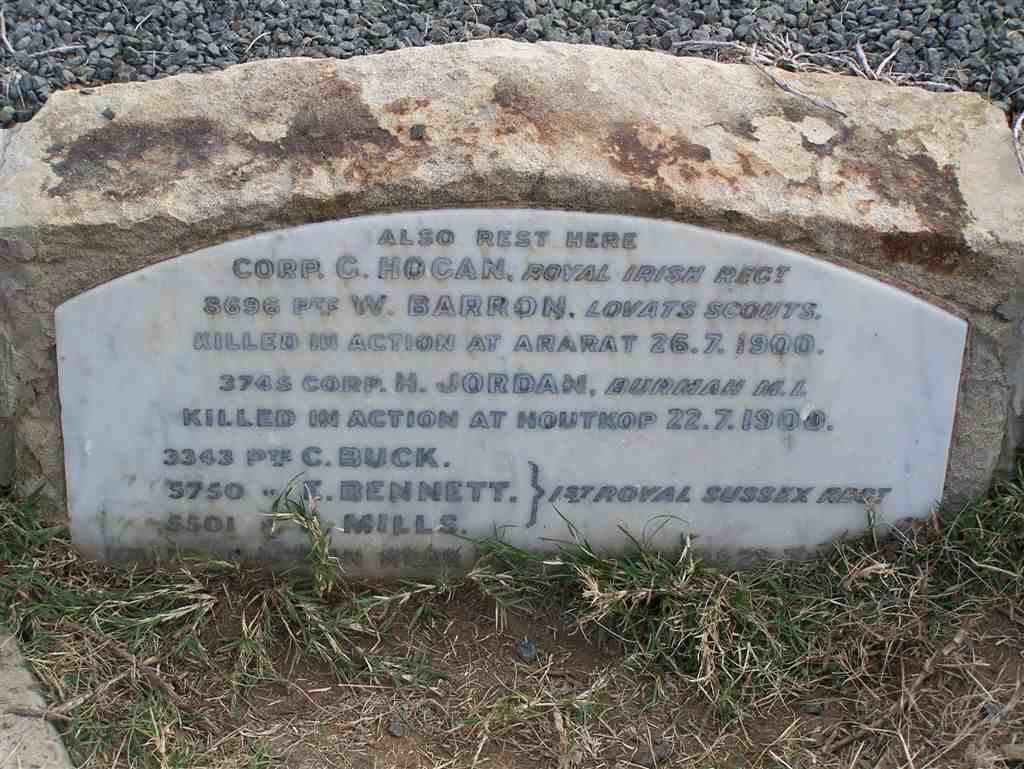 ALSO REST HERE
CORP. C. HOGAN, ROYAL IRISH REGT
8696 PTE W. BARRON, LOVATS SCOUTS.
KILLED IN ACTION AT ARARAT 26.7.1900.
3745 CORP. H. JORDAN, BURMAH M.I.
KILLED IN ACTION AT HOUTKOP 22.7.1900.
3343 PTE C. BUCK.
5750 " E. BENNETT. } 1ST ROYAL SUSSEX REGT
5501 MILLS.